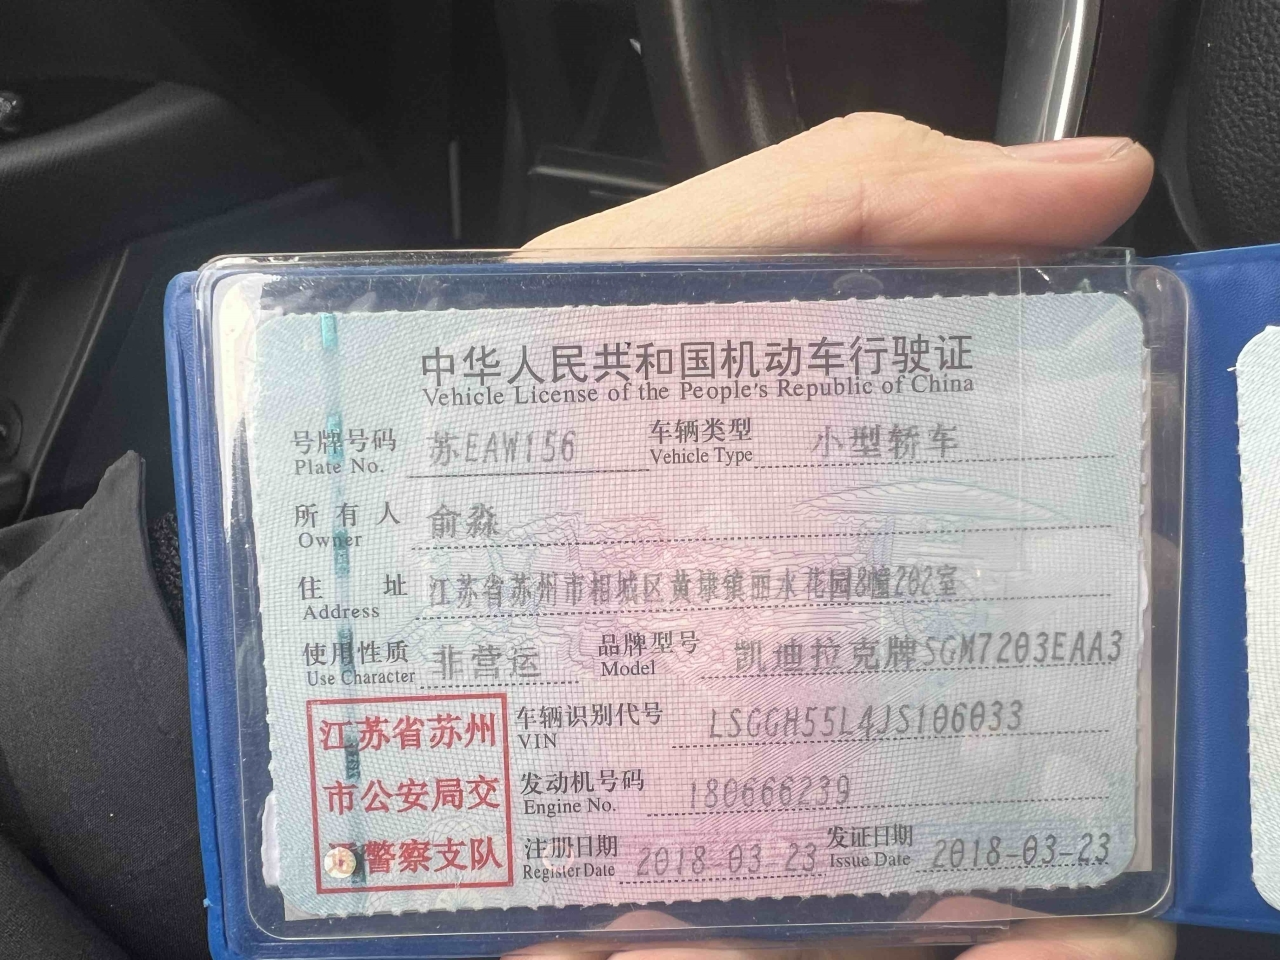 中华人民共和国机动车行驶证
Vehicle License of the People's Republic of China
号牌号码 苏EAW156 车辆类型 小型轿车
Plate No. Vehicle Type
所有人 俞淼
Owner
住址 江苏省苏州市相城区黄埭镇丽水花园8幢202室
Address
使用性质 非营运 品牌型号 凯迪拉克牌SGM7203EAA3
Use Character Model
江苏省苏州
市公安局交
通警察支队
车辆识别代号 LSGGH55L4JS106033
VIN
发动机号码 180666239
Engine No.
注册日期 2018-03-23 发证日期 2018-03-23
Register Date Issue Date